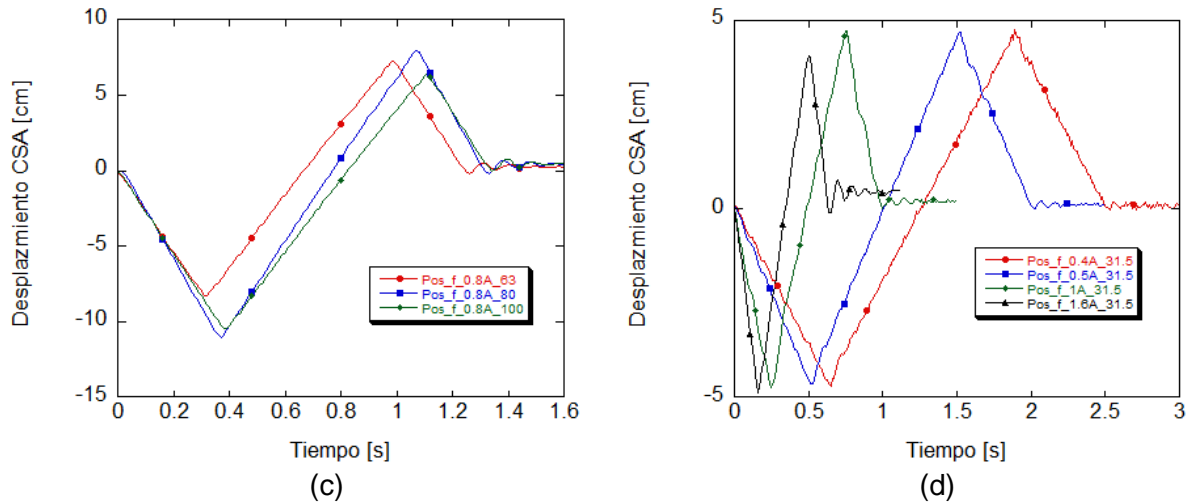 10
5
0
-5
-10
-15
Desplazmiento CSA [cm]
Pos_f_0.8A_63
Pos_f_0.8A_80
Pos_f_0.8A_100
0 0.2 0.4 0.6 0.8 1 1.2 1.4 1.6
Tiempo [s]
(c)
5
0
-5
Desplazmiento CSA [cm]
Pos_f_0.4A_31.5
Pos_f_0.5A_31.5
Pos_f_1A_31.5
Pos_f_1.6A_31.5
0 0.5 1 1.5 2 2.5 3
Tiempo [s]
(d)